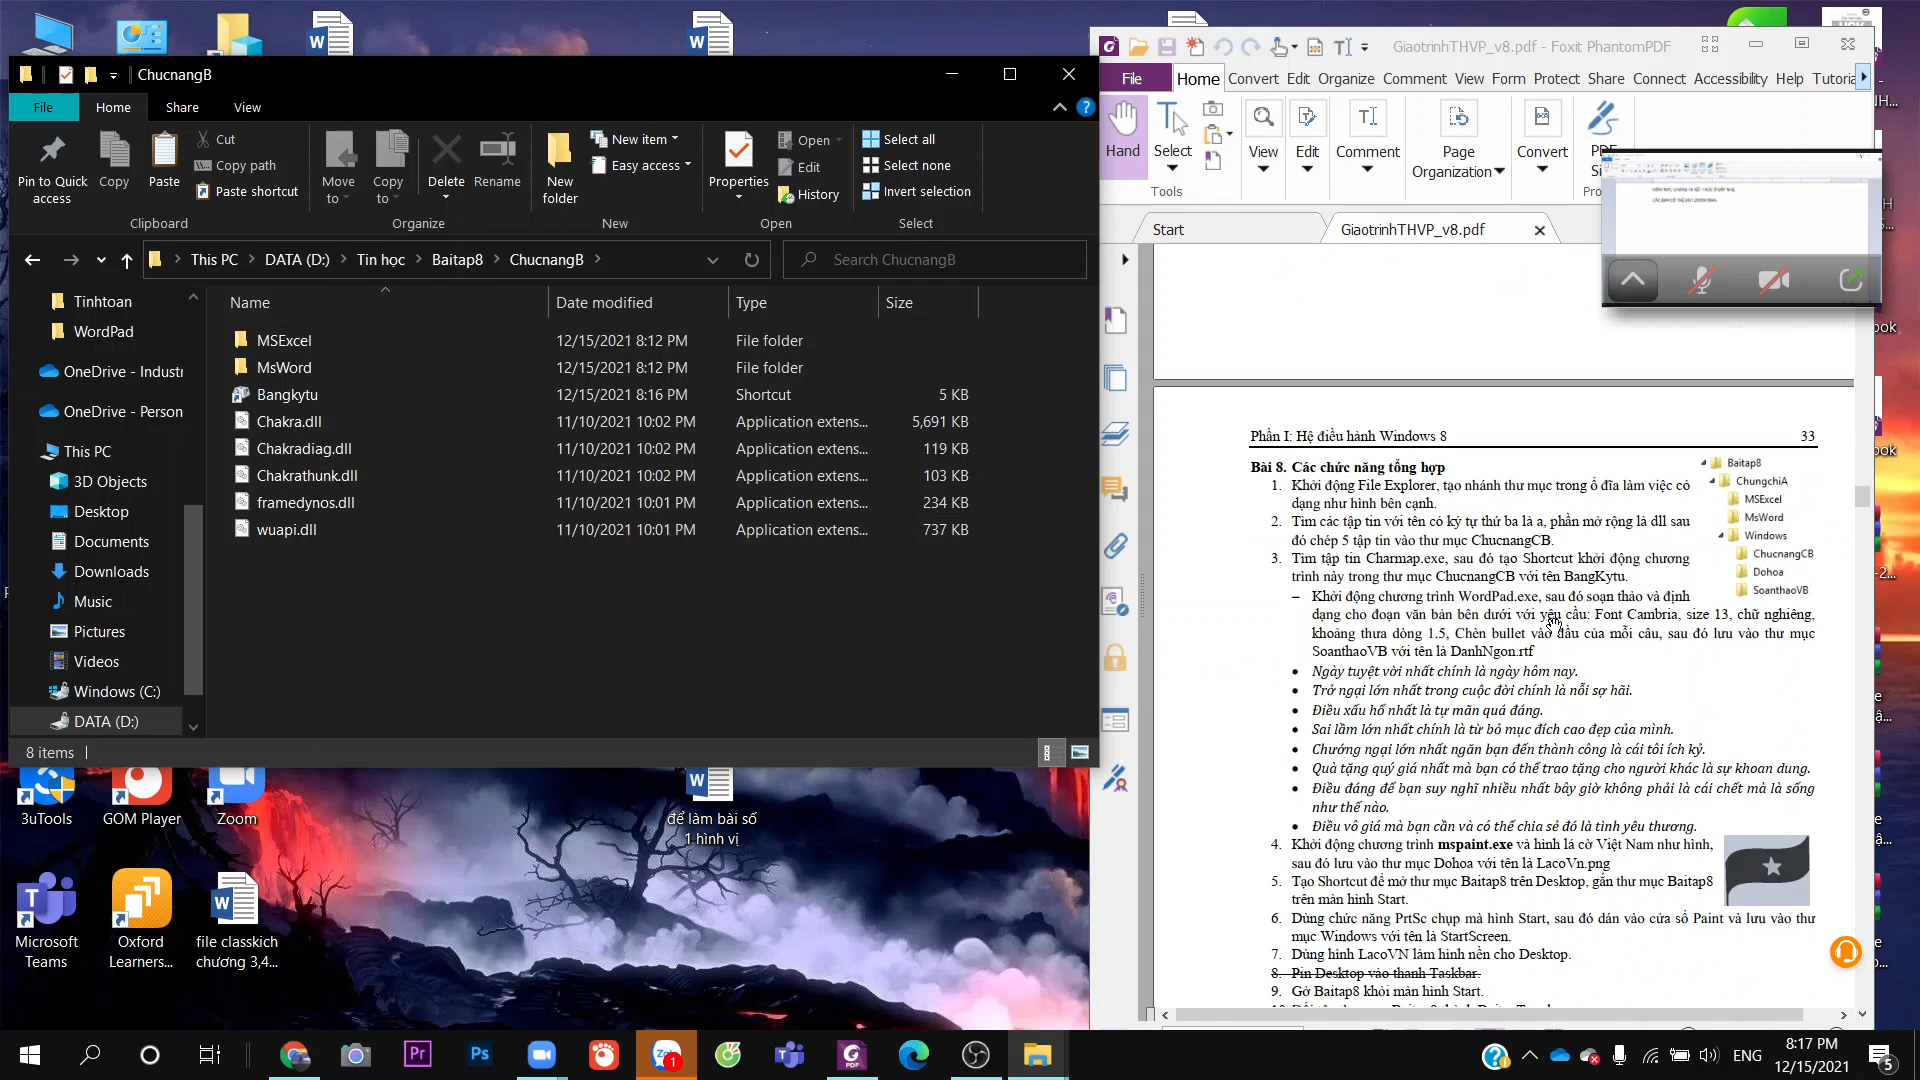 ChucnangB
File
Home
Share
View
Pin to Quick access
Copy
Paste
Cut
Copy path
Paste shortcut
Clipboard
Move to
Copy to
Delete
Rename
Organize
New folder
New item
Easy access
New
Properties
Open
Edit
History
Open
Select all
Select none
Invert selection
Select
This PC > DATA (D:) > Tin học > Baitap8 > ChucnangB >
Search ChucnangB
Tinhtoan
WordPad
OneDrive - Industr
OneDrive - Person
This PC
3D Objects
Desktop
Documents
Downloads
Music
Pictures
Videos
Windows (C:)
DATA (D:)
Name Date modified Type Size
MSExcel 12/15/2021 8:12 PM File folder
MsWord 12/15/2021 8:12 PM File folder
Bangkytu 12/15/2021 8:16 PM Shortcut 5 KB
Chakra.dll 11/10/2021 10:02 PM Application extens... 5,691 KB
Chakradiag.dll 11/10/2021 10:02 PM Application extens... 119 KB
Chakrathunk.dll 11/10/2021 10:02 PM Application extens... 103 KB
framedynos.dll 11/10/2021 10:01 PM Application extens... 234 KB
wuapi.dll 11/10/2021 10:01 PM Application extens... 737 KB
8 items
3uTools
GOM Player
Zoom
để làm bài số
1 hình vị
Microsoft
Teams
Oxford
Learners...
file classkich
chương 3,4...
GiaotrinhTHVP_v8.pdf - Foxit PhantomPDF
File Home Convert Edit Organize Comment View Form Protect Share Connect Accessibility Help Tutoria
Hand
Select
Tools
View
Edit
Comment
Page
Organization
Convert
PDF
Start
GiaotrinhTHVP_v8.pdf
Phần I: Hệ điều hành Windows 8 33
Bài 8. Các chức năng tổng hợp
1. Khởi động File Explorer, tạo nhánh thư mục trong ổ đĩa làm việc có
dạng như hình bên cạnh.
2. Tìm các tập tin với tên có ký tự thứ ba là a, phần mở rộng là dll sau
đó chép 5 tập tin vào thư mục ChucnangCB.
3. Tìm tập tin Charmap.exe, sau đó tạo Shortcut khởi động chương
trình này trong thư mục ChucnangCB với tên BangKytu.
– Khởi động chương trình WordPad.exe, sau đó soạn thảo và định
dạng cho đoạn văn bản bên dưới với yêu cầu: Font Cambria, size 13, chữ nghiêng,
khoảng thưa dòng 1.5, Chèn bullet vào đầu của mỗi câu, sau đó lưu vào thư mục
SoanthaoVB với tên là DanhNgon.rtf
• Ngày tuyệt vời nhất chính là ngày hôm nay.
• Trở ngại lớn nhất trong cuộc đời chính là nỗi sợ hãi.
• Điều xấu hổ nhất là tự mãn quá đáng.
• Sai lầm lớn nhất chính là từ bỏ mục đích cao đẹp của mình.
• Chướng ngại lớn nhất ngăn bạn đến thành công là cái tôi ích kỷ.
• Quà tặng quý giá nhất mà bạn có thể trao tặng cho người khác là sự khoan dung.
• Điều đáng để bạn suy nghĩ nhiều nhất bây giờ không phải là cái chết mà là sống
như thế nào.
• Điều vô giá mà bạn cần và có thể chia sẻ đó là tình yêu thương.
4. Khởi động chương trình mspaint.exe và hình lá cờ Việt Nam như hình,
sau đó lưu vào thư mục Dohoa với tên là LacoVn.png
5. Tạo Shortcut để mở thư mục Baitap8 trên Desktop, gắn thư mục Baitap8
trên màn hình Start.
6. Dùng chức năng PrtSc chụp mà hình Start, sau đó dán vào cửa sổ Paint và lưu vào thư
mục Windows với tên là StartScreen.
7. Dùng hình LacoVN làm hình nền cho Desktop.
8. Pin Desktop vào thanh Taskbar.
9. Gở Baitap8 khỏi màn hình Start.
Baitap8
ChungchiA
MSExcel
MsWord
Windows
ChucnangCB
Dohoa
SoanthaoVB
ENG
8:17 PM
12/15/2021
5
1